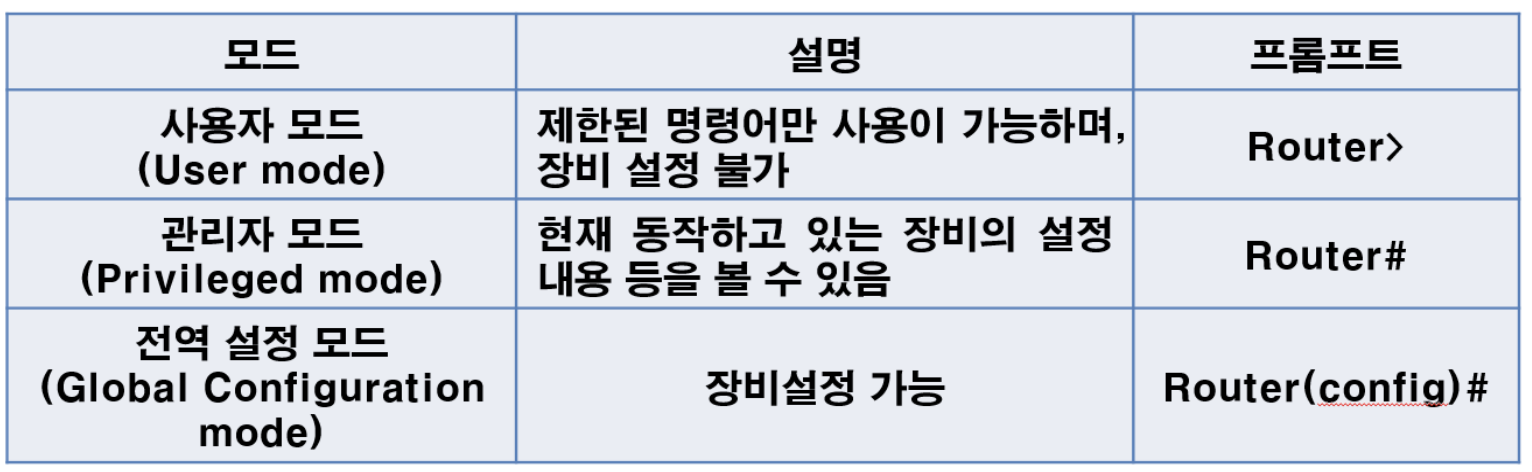 모드 설명 프롬프트
사용자 모드
(User mode)
제한된 명령어만 사용이 가능하며,
장비 설정 불가
Router>
관리자 모드
(Privileged mode)
현재 동작하고 있는 장비의 설정
내용 등을 볼 수 있음
Router#
전역 설정 모드
(Global Configuration
mode)
장비설정 가능
Router(config)#